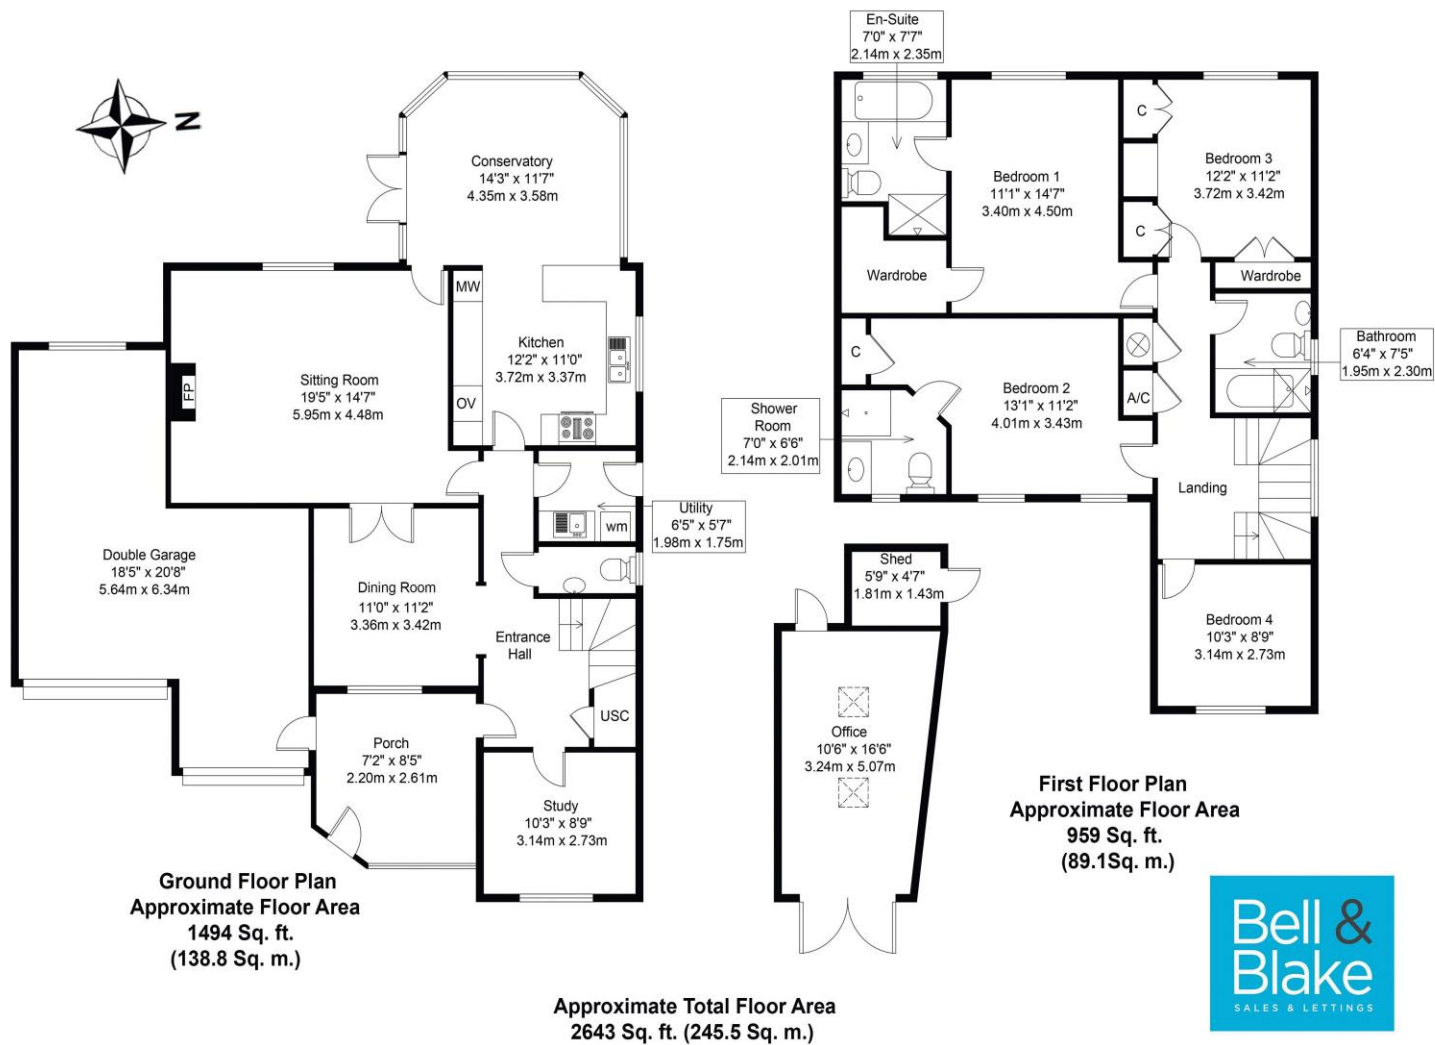 En-Suite
7'0" x 7'7"
2.14m x 2.35m
N
Conservatory
14'3" x 11'7"
4.35m x 3.58m
MW
Kitchen
12'2" x 11'0"
3.72m x 3.37m
OV
FP
Sitting Room
19'5" x 14'7"
5.95m x 4.48m
Utility
6'5" x 5'7"
1.98m x 1.75m
wm
Double Garage
18'5" x 20'8"
5.64m x 6.34m
Dining Room
11'0" x 11'2"
3.36m x 3.42m
Entrance
Hall
USC
Porch
7'2" x 8'5"
2.20m x 2.61m
Study
10'3" x 8'9"
3.14m x 2.73m
Ground Floor Plan
Approximate Floor Area
1494 Sq. ft.
(138.8 Sq. m.)
Bedroom 1
11'1" x 14'7"
3.40m x 4.50m
C
C
Bedroom 3
12'2" x 11'2"
3.72m x 3.42m
Wardrobe
Wardrobe
Bathroom
6'4" x 7'5"
1.95m x 2.30m
C
Bedroom 2
13'1" x 11'2"
4.01m x 3.43m
A/C
Shower
Room
7'0" x 6'6"
2.14m x 2.01m
Landing
Bedroom 4
10'3" x 8'9"
3.14m x 2.73m
Shed
5'9" x 4'7"
1.81m x 1.43m
Office
10'6" x 16'6"
3.24m x 5.07m
First Floor Plan
Approximate Floor Area
959 Sq. ft.
(89.1Sq. m.)
Approximate Total Floor Area
2643 Sq. ft. (245.5 Sq. m.)
Bell &
Blake
SALES & LETTINGS